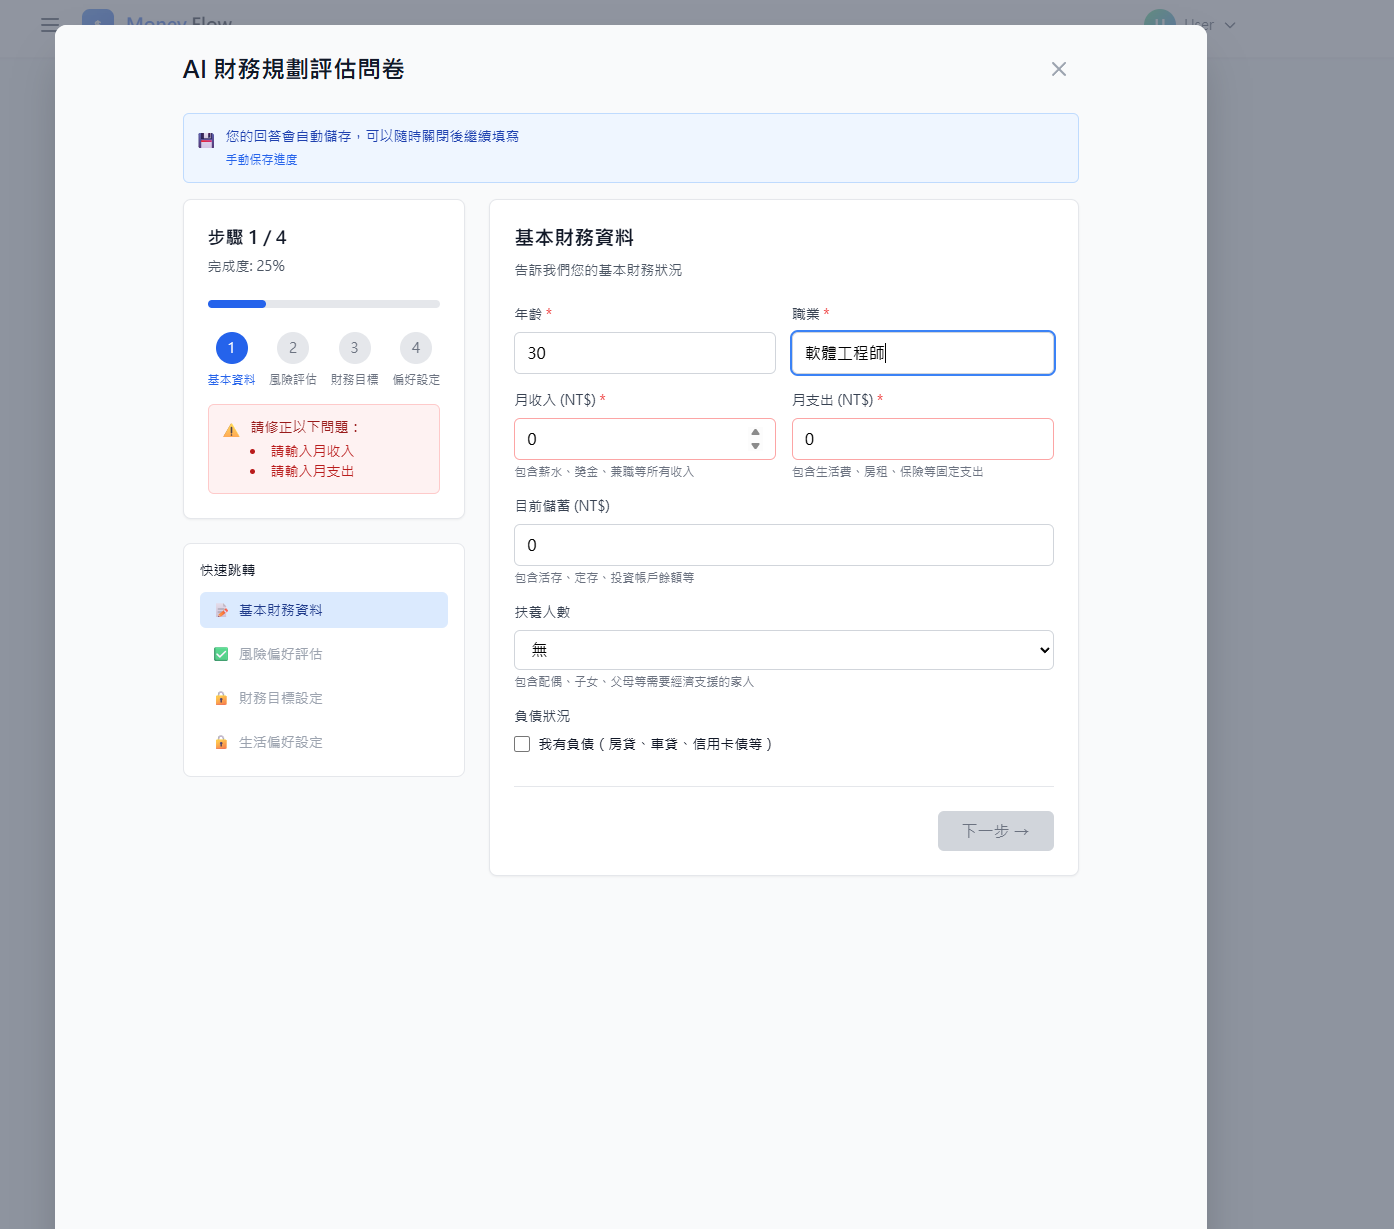 Money Flow
U
User
AI 財務規劃評估問卷
您的回答會自動儲存，可以隨時關閉後繼續填寫
手動保存進度
步驟 1 / 4
完成度: 25%
1
2
3
4
基本資料
風險評估
財務目標
偏好設定
請修正以下問題：
• 請輸入月收入
• 請輸入月支出
快速跳轉
基本財務資料
風險偏好評估
財務目標設定
生活偏好設定
基本財務資料
告訴我們您的基本財務狀況
年齡 *
職業 *
30
軟體工程師
月收入 (NT$) *
月支出 (NT$) *
0
0
包含薪水、獎金、兼職等所有收入
包含生活費、房租、保險等固定支出
目前儲蓄 (NT$)
0
包含活存、定存、投資帳戶餘額等
扶養人數
無
包含配偶、子女、父母等需要經濟支援的家人
負債狀況
我有負債（房貸、車貸、信用卡債等）
下一步 →